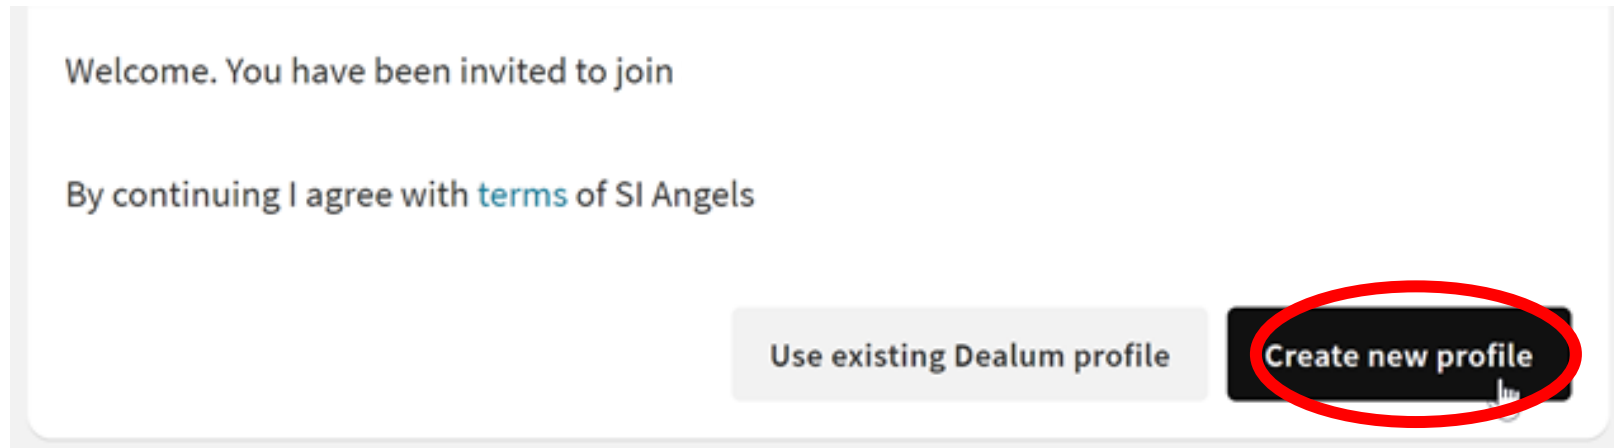 Welcome. You have been invited to join
By continuing I agree with terms of SI Angels
Use existing Dealum profile
Create new profile